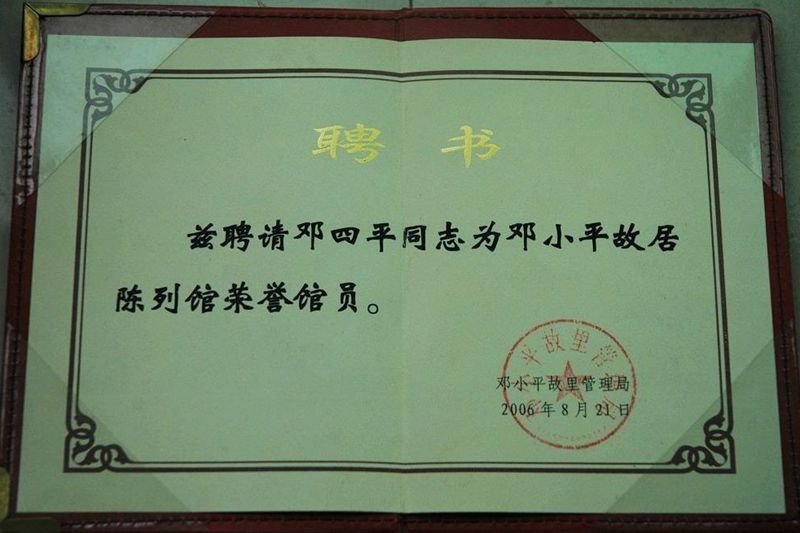 聘书
兹聘请邓四平同志为邓小平故居
陈列馆荣誉馆员。
邓小平故里管理局
2006年8月21日